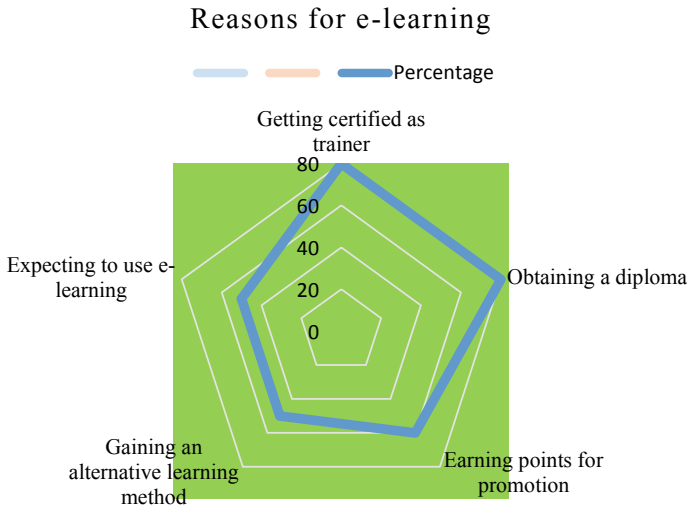 Reasons for e-learning
Percentage
Getting certified as
trainer
80
60
40
20
0
Obtaining a diploma
Earning points for
promotion
Gaining an
alternative learning
method
Expecting to use e-
learning